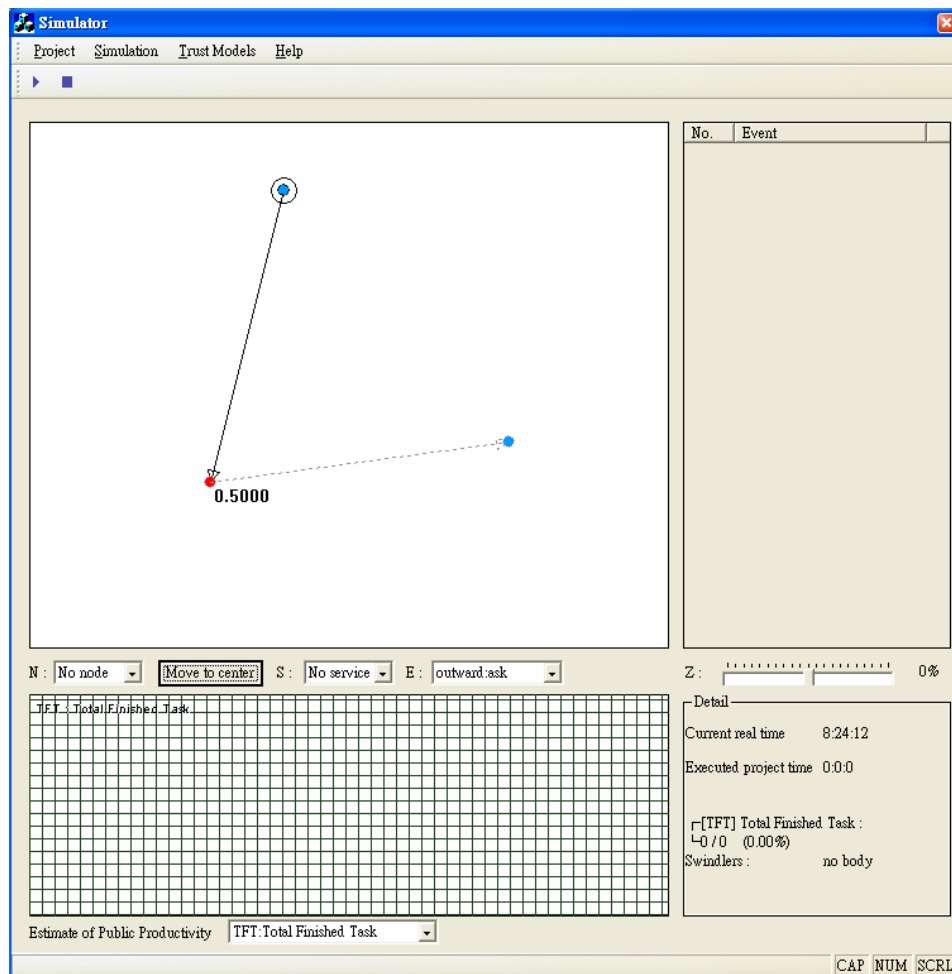 Simulator
Project Simulation Trust Models Help
No. Event
0.5000
N : No node Move to center S : No service E : outward:ask Z : 0%
TFT : Total Finished Task
Detail
Current real time 8:24:12
Executed project time 0:0:0
[TFT] Total Finished Task :
0 / 0 (0.00%)
Swindlers : no body
Estimate of Public Productivity TFT:Total Finished Task
CAP NUM SCRL